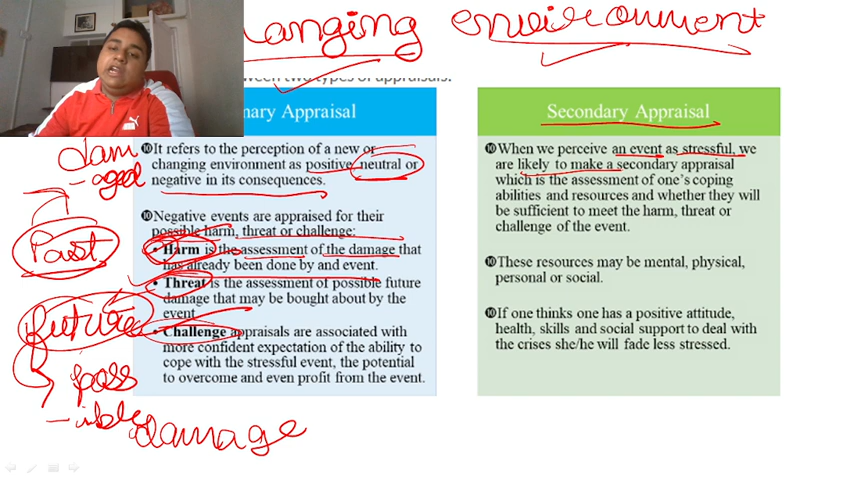 hanging environment
between two types of appraisals.
nary Appraisal
It refers to the perception of a new or
changing environment as positive, neutral or
negative in its consequences.
Negative events are appraised for their
possible harm, threat or challenge:
• Harm is the assessment of the damage that
has already been done by and event.
• Threat is the assessment of possible future
damage that may be bought about by the
event.
• Challenge appraisals are associated with
more confident expectation of the ability to
cope with the stressful event, the potential
to overcome and even profit from the event.
dam
-aged
Past
future
poss
-ible
damage
Secondary Appraisal
When we perceive an event as stressful, we
are likely to make a secondary appraisal
which is the assessment of one's coping
abilities and resources and whether they will
be sufficient to meet the harm, threat or
challenge of the event.
These resources may be mental, physical,
personal or social.
If one thinks one has a positive attitude,
health, skills and social support to deal with
the crises she/he will fade less stressed.